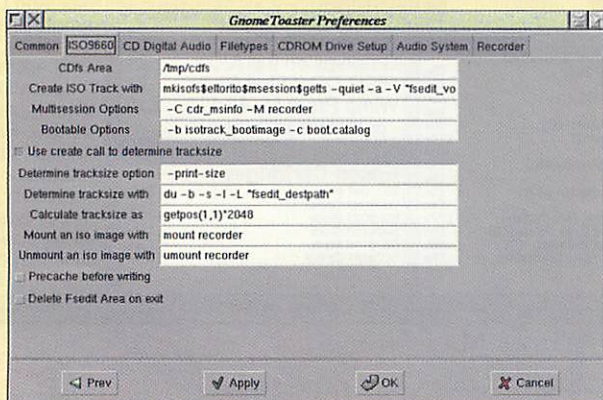 GnomeToaster Preferences
Common ISO9660 CD Digital Audio Filetypes CDROM Drive Setup Audio System Recorder
CDfs Area /tmp/cdfs
Create ISO Track with mkisofs$eltorito$msession$getts -quiet -a -V "fsedit_vo
Multisession Options -C cdr_msinfo -M recorder
Bootable Options -b isotrack_bootimage -c boot.catalog
Use create call to determine tracksize
Determine tracksize option -print-size
Determine tracksize with du -b -s -l -L "fsedit_destpath"
Calculate tracksize as getpos(1,1)*2048
Mount an iso image with mount recorder
Unmount an iso image with umount recorder
Precache before writing
Delete Fsedit Area on exit
Prev Apply OK Cancel